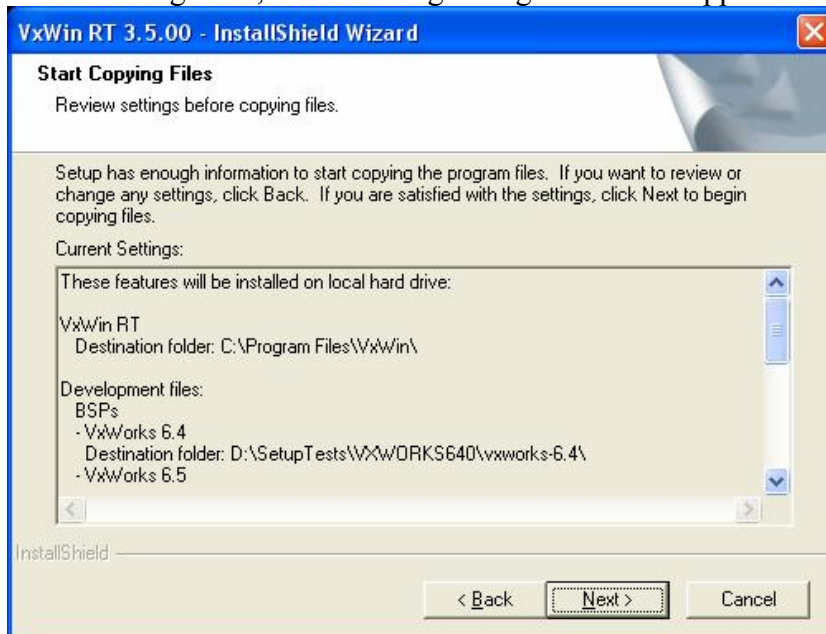 VxWin RT 3.5.00 - InstallShield Wizard
Start Copying Files
Review settings before copying files.
Setup has enough information to start copying the program files. If you want to review or
change any settings, click Back. If you are satisfied with the settings, click Next to begin
copying files.
Current Settings:
These features will be installed on local hard drive:
VxWin RT
Destination folder: C:\Program Files\VxWin\
Development files:
BSPs
- VxWorks 6.4
Destination folder: D:\SetupTests\VXWORKS640\vxworks-6.4\
- VxWorks 6.5
InstallShield
< Back
Next >
Cancel